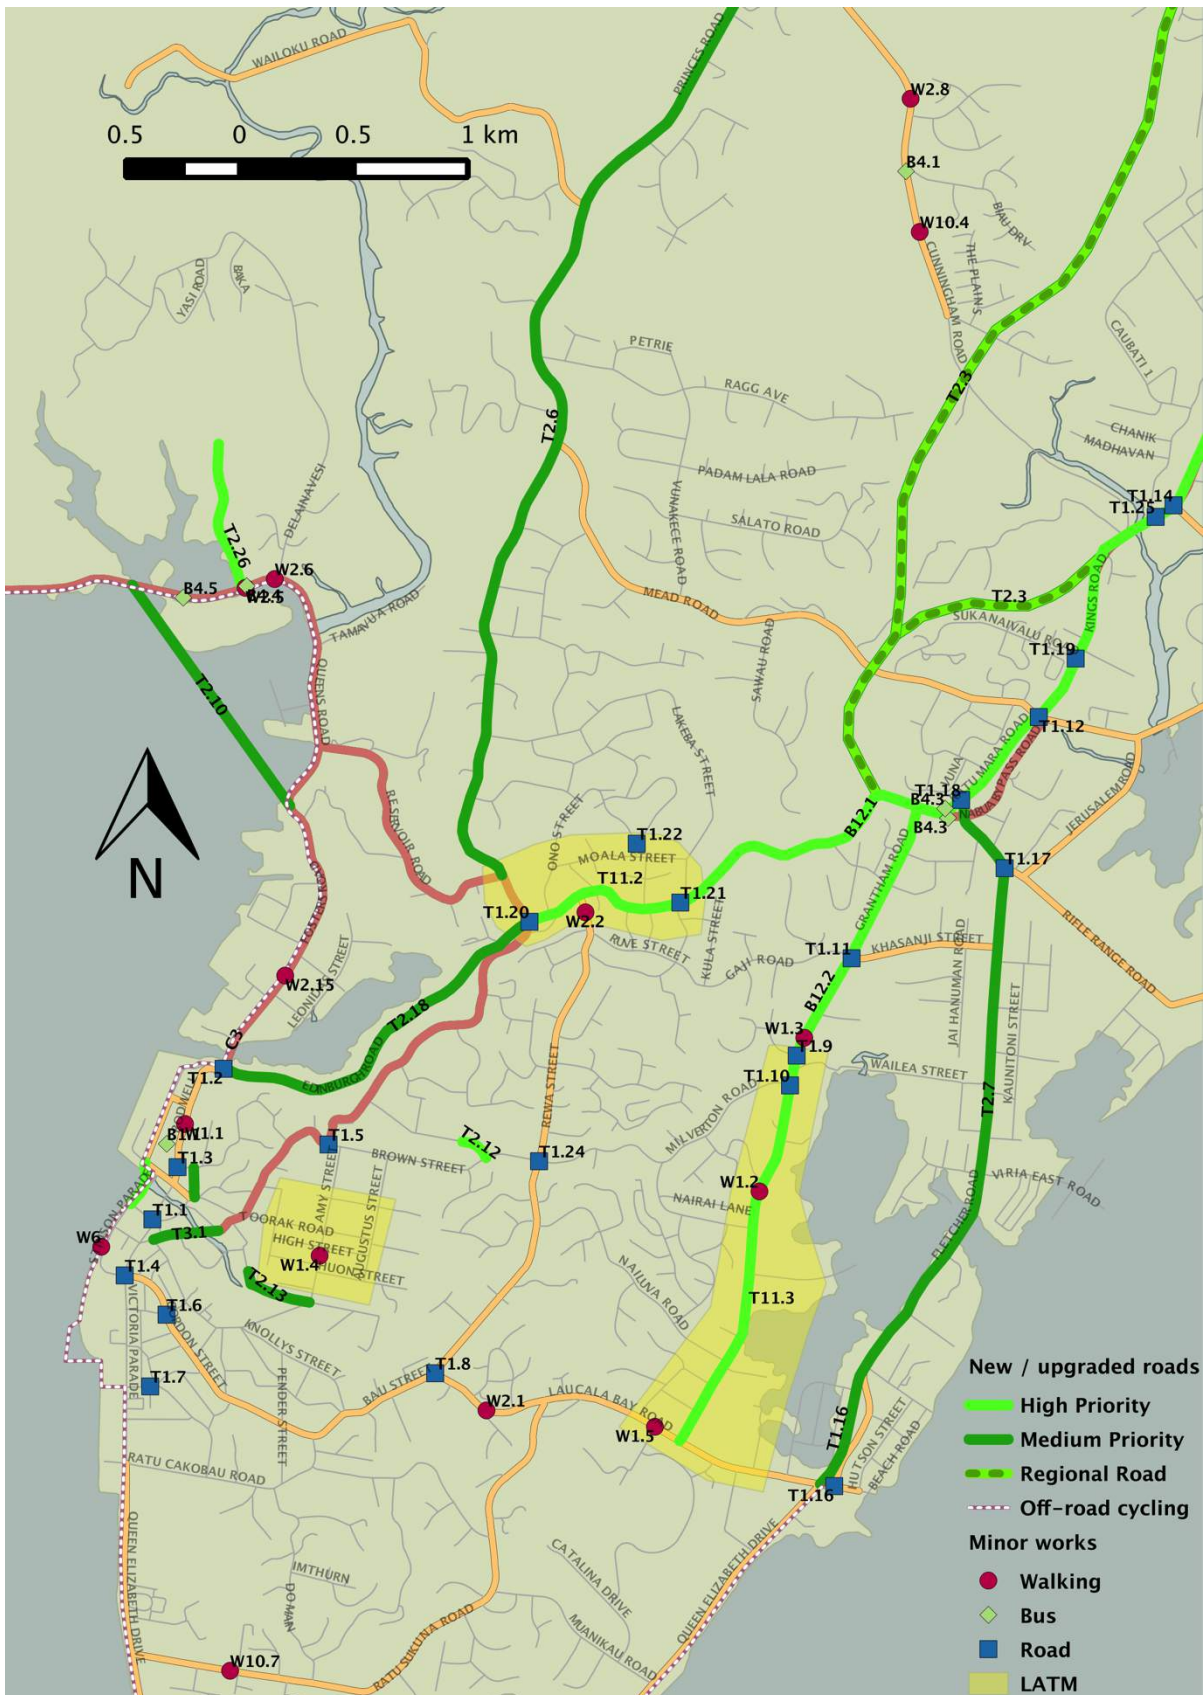 WAILOKU ROAD
PRINCES ROAD
0.5 0 0.5 1 km
W2.8
B4.1
BIAU DRV
W10.4
THE PLAINS
CUNNINGHAM ROAD
YASI ROAD
BAKA
PETRIE
RAGG AVE
CAUBATI 1
T2.3
T2.6
CHANIK
MADHAVAN
PADAM LALA ROAD
DELAINAVESI
VUNAKECE ROAD
SALATO ROAD
T1.14
T1.25
T2.26
W2.6
B4.5
MEAD ROAD
T2.3
KINGS ROAD
TAMAVUA ROAD
SUKANAIVALU ROAD
T1.19
SAWAU ROAD
QUEENS ROAD
T2.10
LAKEBA STREET
T1.12
RATU MARA ROAD
NABUA BYPASS ROAD
JERUSALEM ROAD
T1.18
B4.3
B4.3
B12.1
RESERVOIR ROAD
ONO STREET
T1.22
MOALA STREET
T11.2
T1.17
N
GRANTHAM ROAD
T1.21
T1.20
W2.2
RUVE STREET
KULA STREET
KHASANJI STREET
T1.11
RIFLE RANGE ROAD
GAJI ROAD
JAI HANUMAN ROAD
W2.15
LEONIDAS STREET
B12.2
KAUNITONI STREET
T2.18
C3
W1.3
T1.9
WAILEA STREET
T1.2
EDINBURGH ROAD
T1.10
REWA STREET
MILVERTON ROAD
T2.7
T1.5
T2.12
T1.3
BROWN STREET
T1.24
AMY STREET
AUGUSTUS STREET
VIRIA EAST ROAD
W1.2
NAIRAI LANE
T1.1
TOORAK ROAD
T3.1
HIGH STREET
W6
W1.4
HUON STREET
FLETCHER ROAD
T1.4
T2.13
T11.3
VICTORIA PARADE
T1.6
KNOLLYS STREET
T1.7
T1.8
BAU STREET
PENDER STREET
W2.1
LAUCALA BAY ROAD
W1.5
T1.16
HUTSON STREET
BEACH ROAD
RATU CAKOBAU ROAD
T1.16
QUEEN ELIZABETH DRIVE
IMTHURN
CATALINA DRIVE
QUEEN ELIZABETH DRIVE
MUANIKAU ROAD
W10.7
RATU SUKUNA ROAD
New / upgraded roads
High Priority
Medium Priority
Regional Road
Off-road cycling
Minor works
Walking
Bus
Road
LATM